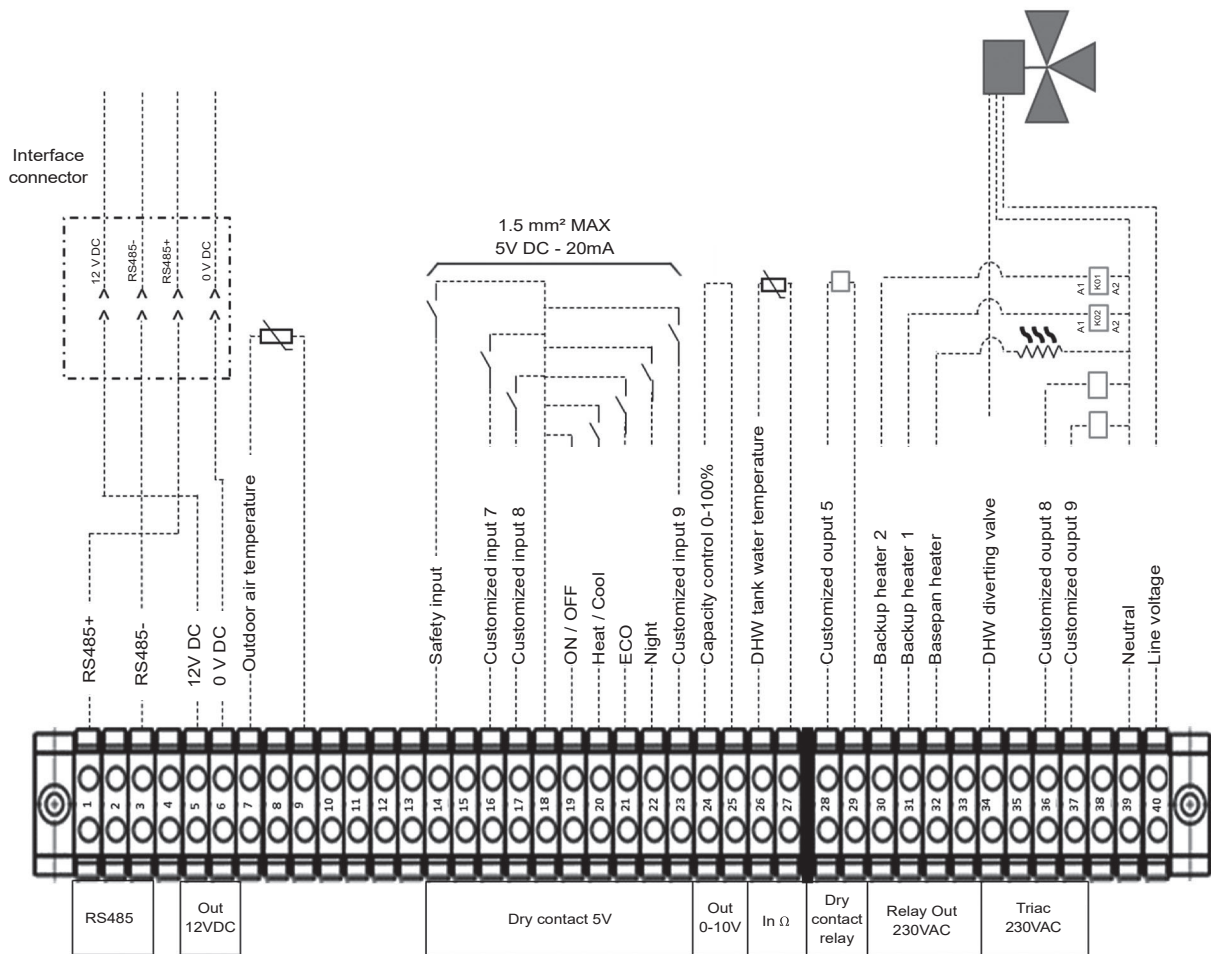 Interface
connector
12 V DC
RS485-
RS485+
0 V DC
1.5 mm² MAX
5V DC - 20mA
A1
K01
A2
A1
K02
A2
RS485+
RS485-
12V DC
0 V DC
Outdoor air temperature
Safety input
Customized input 7
Customized input 8
ON / OFF
Heat / Cool
ECO
Night
Customized input 9
Capacity control 0-100%
DHW tank water temperature
Customized ouput 5
Backup heater 2
Backup heater 1
Basepan heater
DHW diverting valve
Customized ouput 8
Customized ouput 9
Neutral
Line voltage
1
2
3
4
5
6
7
8
9
10
11
12
13
14
15
16
17
18
19
20
21
22
23
24
25
26
27
28
29
30
31
32
33
34
35
36
37
38
39
40
RS485
Out
12VDC
Dry contact 5V
Out
0-10V
In Ω
Dry
contact
relay
Relay Out
230VAC
Triac
230VAC